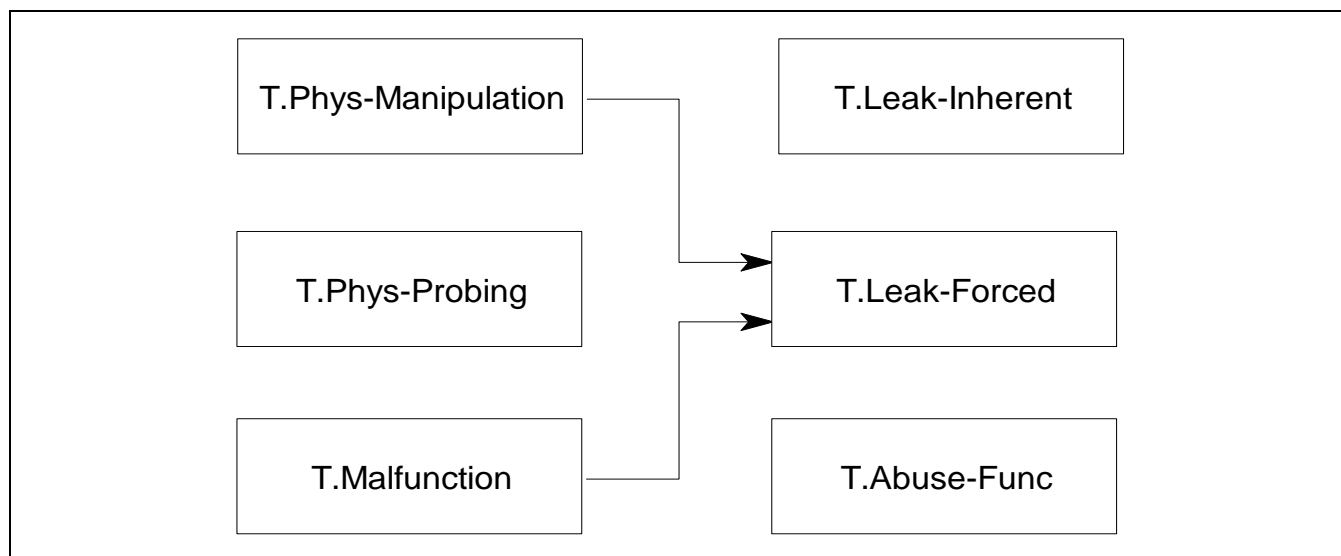 T.Phys-Manipulation
T.Leak-Inherent
T.Phys-Probing
T.Leak-Forced
T.Malfunction
T.Abuse-Func